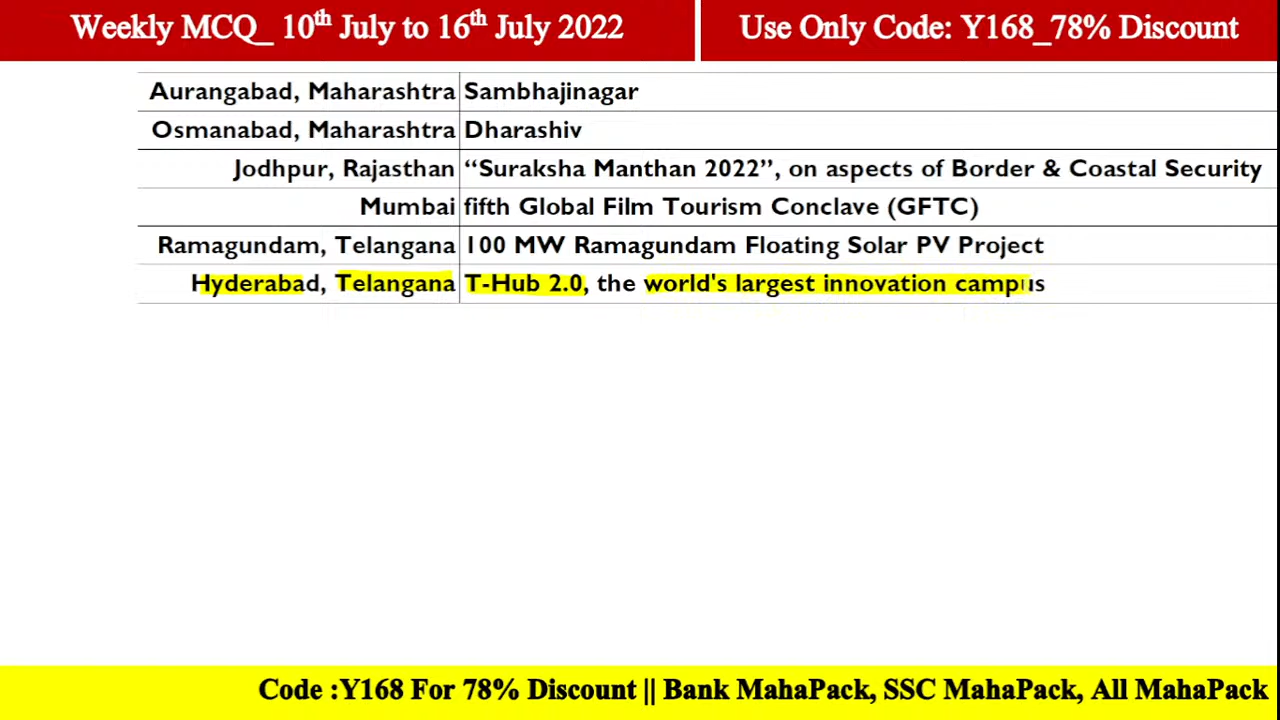 Weekly MCQ_ 10th July to 16th July 2022
Use Only Code: Y168_78% Discount
Aurangabad, Maharashtra Sambhajinagar
Osmanabad, Maharashtra Dharashiv
Jodhpur, Rajasthan “Suraksha Manthan 2022”, on aspects of Border & Coastal Security
Mumbai fifth Global Film Tourism Conclave (GFTC)
Ramagundam, Telangana 100 MW Ramagundam Floating Solar PV Project
Hyderabad, Telangana T-Hub 2.0, the world's largest innovation campus
Code :Y168 For 78% Discount || Bank MahaPack, SSC MahaPack, All MahaPack